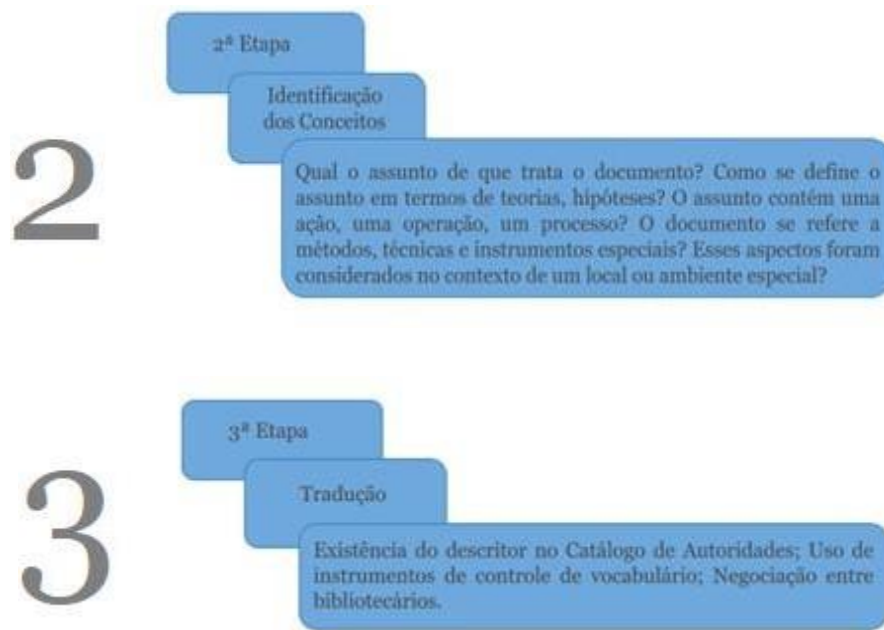 2
2ª Etapa
Identificação
dos Conceitos
Qual o assunto de que trata o documento? Como se define o
assunto em termos de teorias, hipóteses? O assunto contém uma
ação, uma operação, um processo? O documento se refere a
métodos, técnicas e instrumentos especiais? Esses aspectos foram
considerados no contexto de um local ou ambiente especial?
3
3ª Etapa
Tradução
Existência do descritor no Catálogo de Autoridades; Uso de
instrumentos de controle de vocabulário; Negociação entre
bibliotecários.